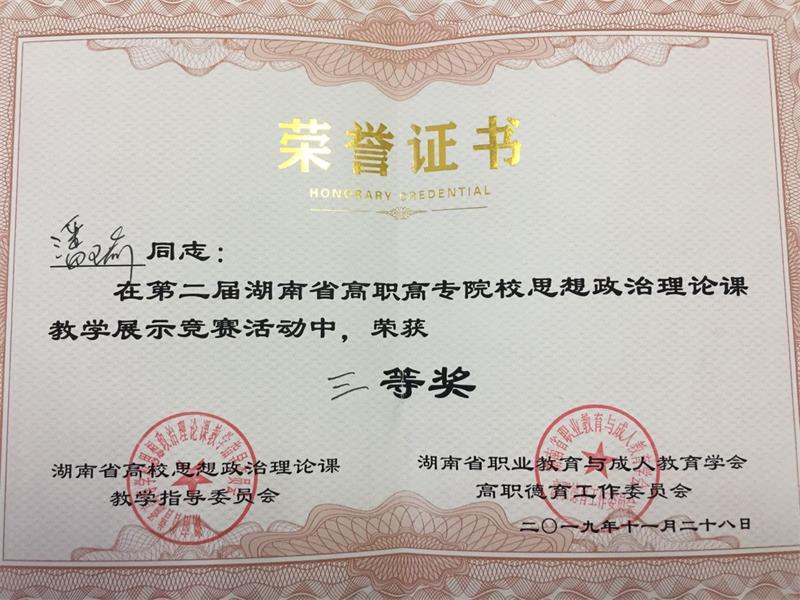 荣誉证书
HONORARY CREDENTIAL
潘 同志：
在第二届湖南省高职高专院校思想政治理论课
教学展示竞赛活动中，荣获
三等奖
湖南省高校思想政治理论课
教学指导委员会
湖南省职业教育与成人教育学会
高职德育工作委员会
二〇一九年十一月二十八日